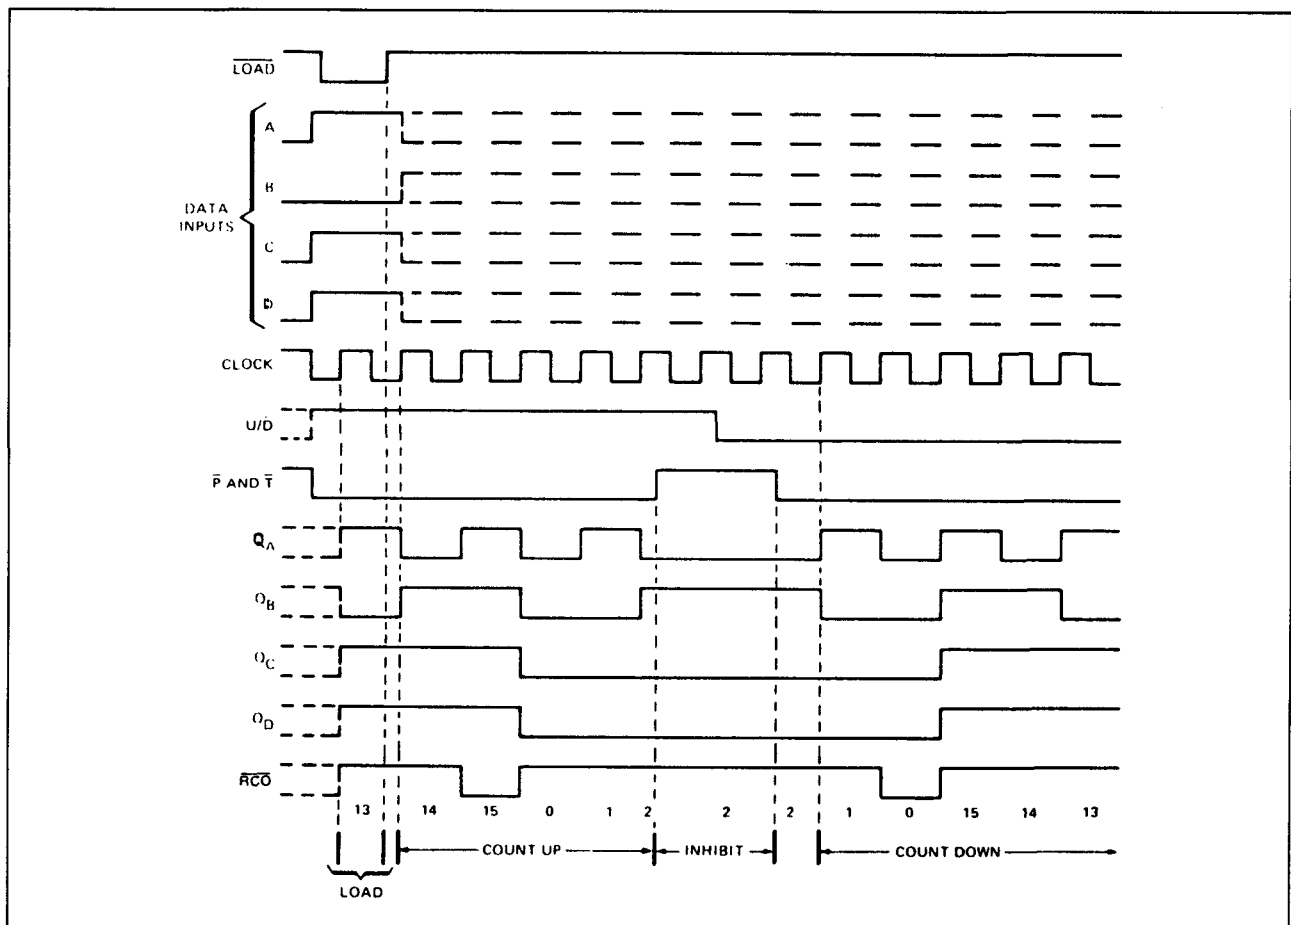 LOAD
A
B
DATA
INPUTS
C
D
CLOCK
U/D
P̅ AND T̅
QA
QB
QC
QD
RCO
13 14 15 0 1 2 2 2 1 0 15 14 13
COUNT UP INHIBIT COUNT DOWN
LOAD